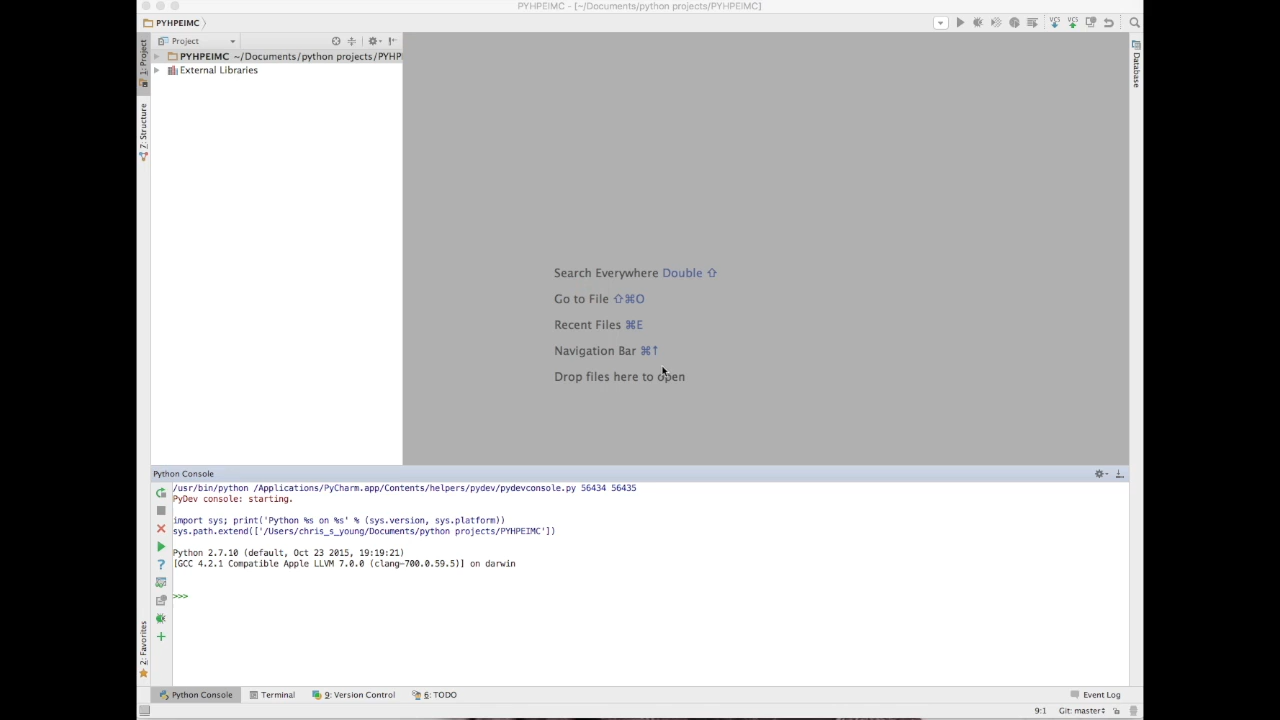 PYHPEIMC - [~/Documents/python projects/PYHPEIMC]
PYHPEIMC
VCS VCS
1: Project
Project
PYHPEIMC ~/Documents/python projects/PYHP
External Libraries
7: Structure
Database
Search Everywhere Double ⇧
Go to File ⇧⌘O
Recent Files ⌘E
Navigation Bar ⌘↑
Drop files here to open
Python Console
/usr/bin/python /Applications/PyCharm.app/Contents/helpers/pydev/pydevconsole.py 56434 56435
PyDev console: starting.
import sys; print('Python %s on %s' % (sys.version, sys.platform))
sys.path.extend(['/Users/chris_s_young/Documents/python projects/PYHPEIMC'])
Python 2.7.10 (default, Oct 23 2015, 19:19:21)
[GCC 4.2.1 Compatible Apple LLVM 7.0.0 (clang-700.0.59.5)] on darwin
>>>
2: Favorites
Python Console
Terminal
9: Version Control
6: TODO
Event Log
9:1
Git: master